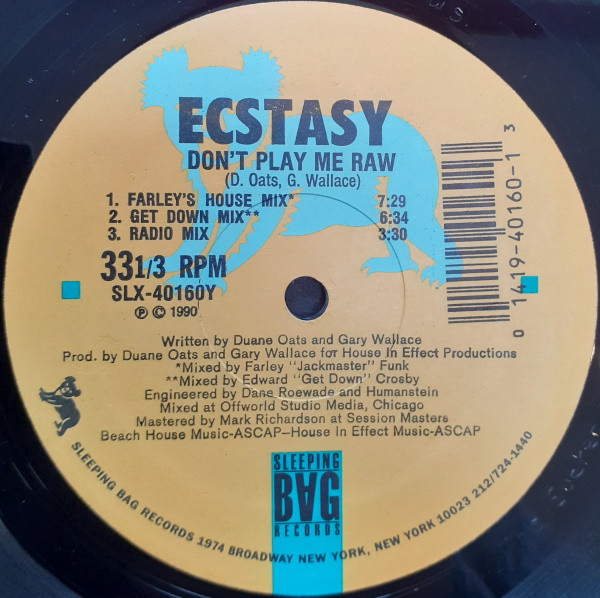 ECSTASY
DON'T PLAY ME RAW
(D. Oats, G. Wallace)
1. FARLEY'S HOUSE MIX* 7:29
2. GET DOWN MIX** 6:34
3. RADIO MIX 3:30
33 1/3 RPM
SLX-40160Y
℗ © 1990
0 1419-40160-1 3
Written by Duane Oats and Gary Wallace
Prod. by Duane Oats and Gary Wallace for House In Effect Productions
*Mixed by Farley "Jackmaster" Funk
**Mixed by Edward "Get Down" Crosby
Engineered by Dane Roewade and Humanstein
Mixed at Offworld Studio Media, Chicago
Mastered by Mark Richardson at Session Masters
Beach House Music-ASCAP—House In Effect Music-ASCAP
SLEEPING
BAG
RECORDS
SLEEPING BAG RECORDS 1974 BROADWAY NEW YORK, NEW YORK 10023 212/724-1440